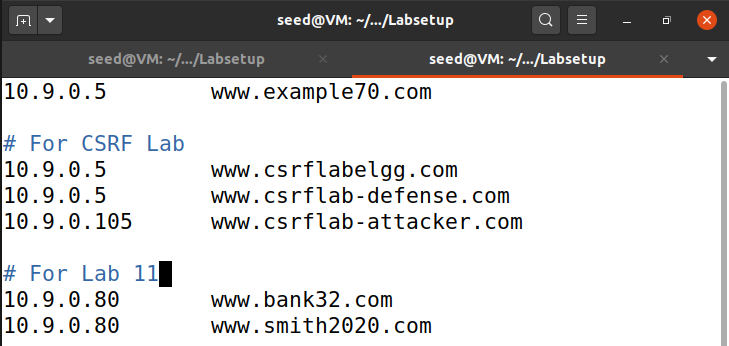 seed@VM: ~/.../Labsetup
seed@VM: ~/.../Labsetup
seed@VM: ~/.../Labsetup
10.9.0.5        www.example70.com
# For CSRF Lab
10.9.0.5        www.csrflabelgg.com
10.9.0.5        www.csrflab-defense.com
10.9.0.105      www.csrflab-attacker.com
# For Lab 11
10.9.0.80       www.bank32.com
10.9.0.80       www.smith2020.com